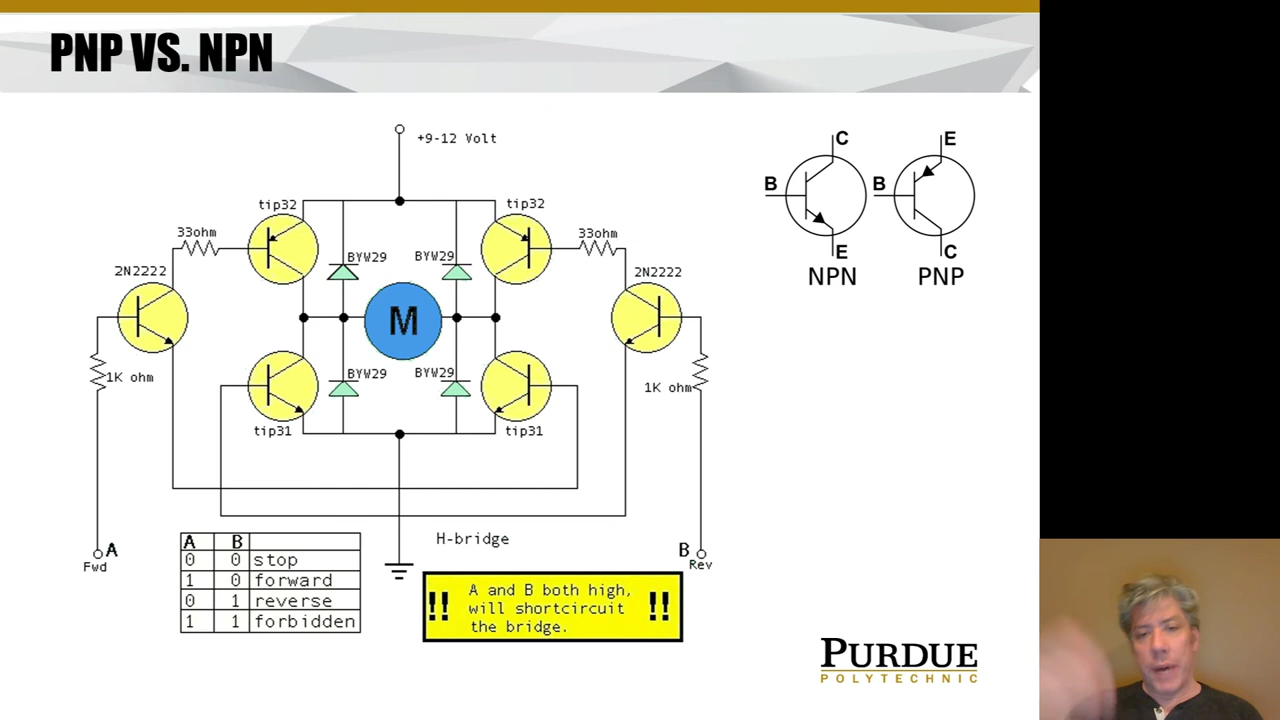 PNP VS. NPN
+9-12 Volt
tip32
tip32
33ohm
33ohm
2N2222
2N2222
BYW29
BYW29
M
1K ohm
1K ohm
BYW29
BYW29
tip31
tip31
A
Fwd
B
Rev
H-bridge
A B
0 0 stop
1 0 forward
0 1 reverse
1 1 forbidden
!! A and B both high, !!
will shortcircuit
the bridge.
C
B
E
NPN
E
B
C
PNP
PURDUE
POLYTECHNIC